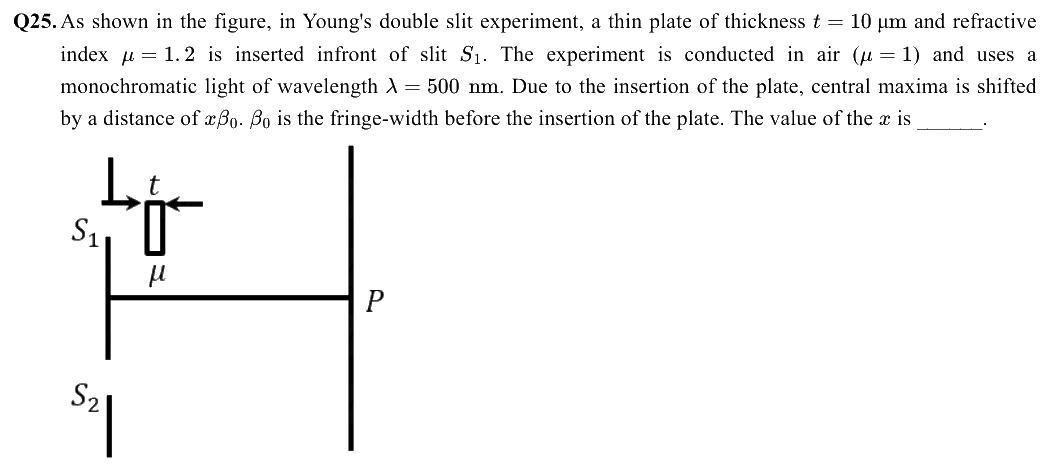 Q25. As shown in the figure, in Young's double slit experiment, a thin plate of thickness t = 10 μm and refractive
index μ = 1.2 is inserted infront of slit S₁. The experiment is conducted in air (μ = 1) and uses a
monochromatic light of wavelength λ = 500 nm. Due to the insertion of the plate, central maxima is shifted
by a distance of xβ₀. β₀ is the fringe-width before the insertion of the plate. The value of the x is ______.
t
S₁
μ
P
S₂